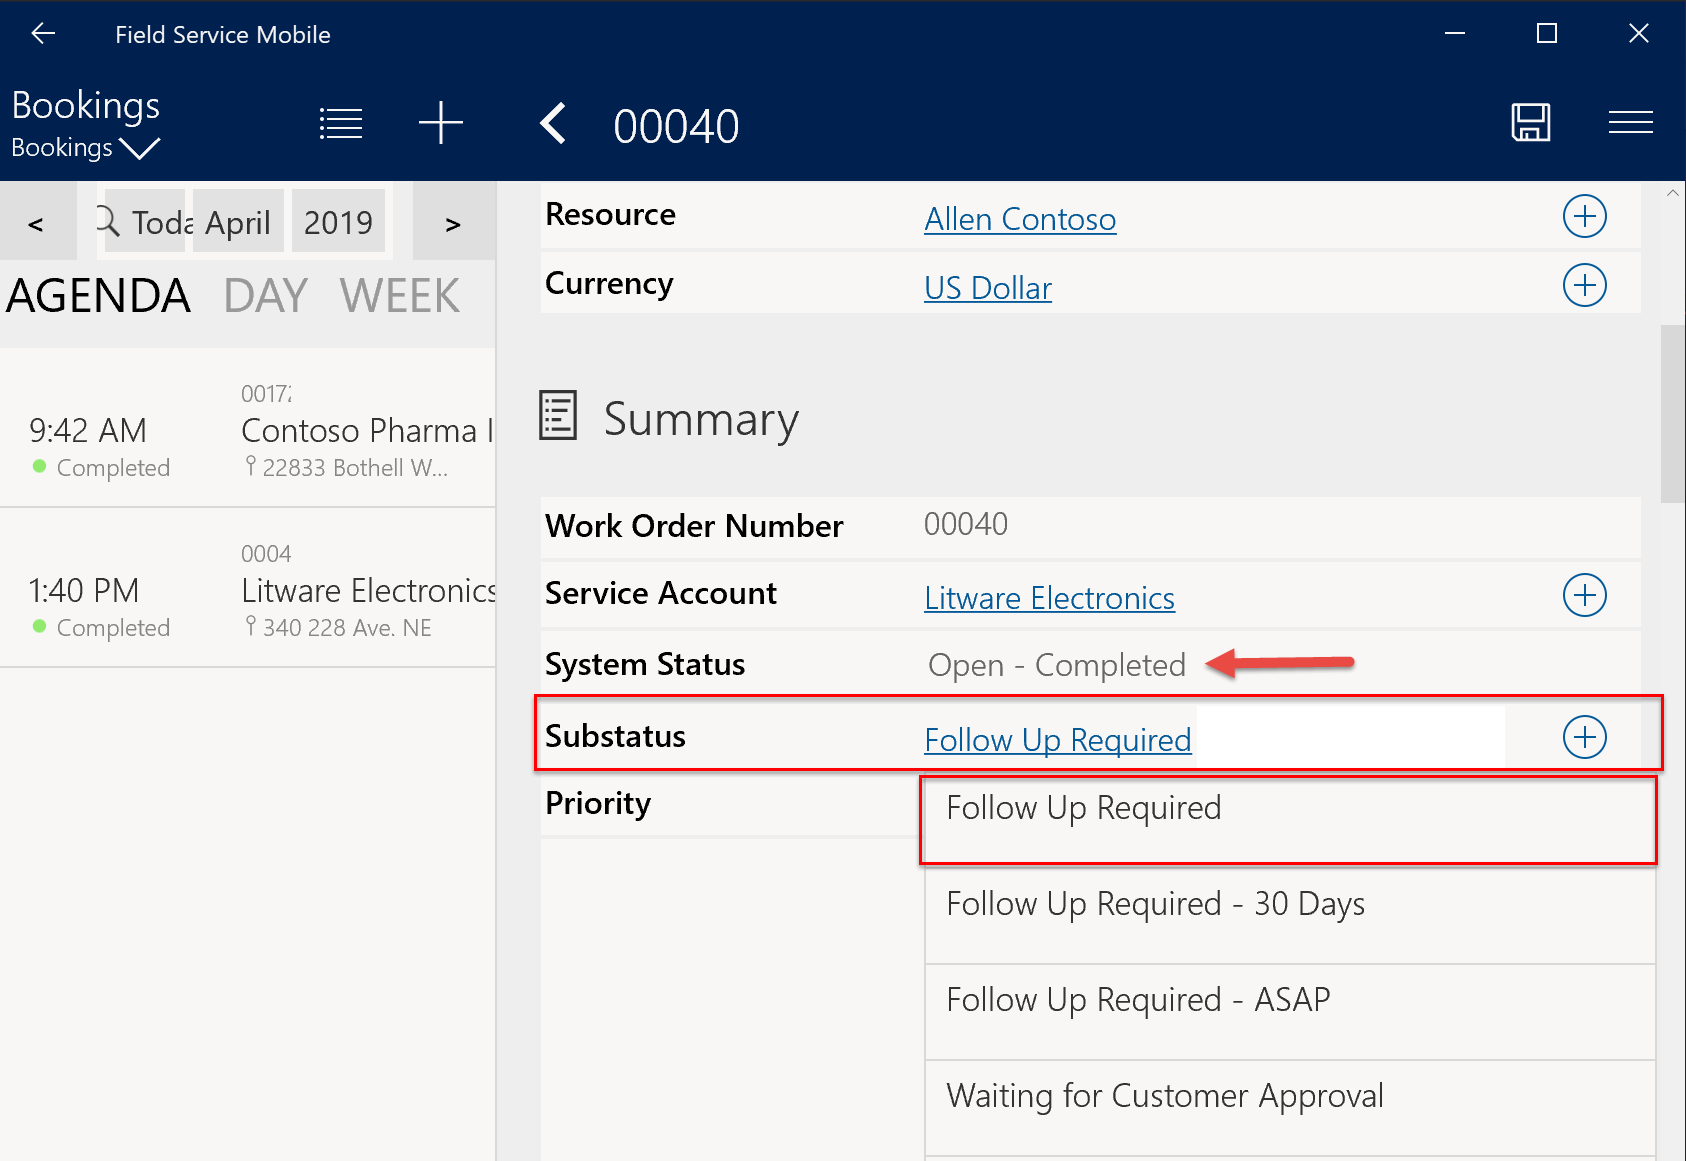 Field Service Mobile
Bookings
Bookings
00040
< Toda April 2019 >
AGENDA DAY WEEK
9:42 AM
Completed
00172
Contoso Pharma I
22833 Bothell W...
1:40 PM
Completed
0004
Litware Electronics
340 228 Ave. NE
Resource Allen Contoso
Currency US Dollar
Summary
Work Order Number 00040
Service Account Litware Electronics
System Status Open - Completed
Substatus Follow Up Required
Priority
Follow Up Required
Follow Up Required - 30 Days
Follow Up Required - ASAP
Waiting for Customer Approval